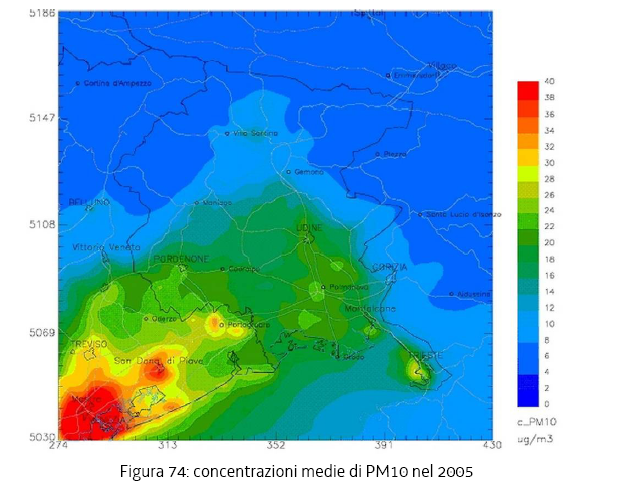 5186
Cortina d'Ampezzo
Villaco
5147
Villa Santina
Plezzo
Gemona
BELLUNO
Maniago
5108
UDINE
Santa Lucia d'Isonzo
Vittorio Veneto
PORDENONE
Codroipo
GORIZIA
Palmanova
Aidussina
Monfalcone
Oderzo
Portogruaro
5069
TREVISO
Grado
TRIESTE
San Dona' di Piave
5030
274
313
352
391
430
40
38
36
34
32
30
28
26
24
22
20
18
16
14
12
10
8
6
4
2
0
c_PM10
ug/m3
Figura 74: concentrazioni medie di PM10 nel 2005